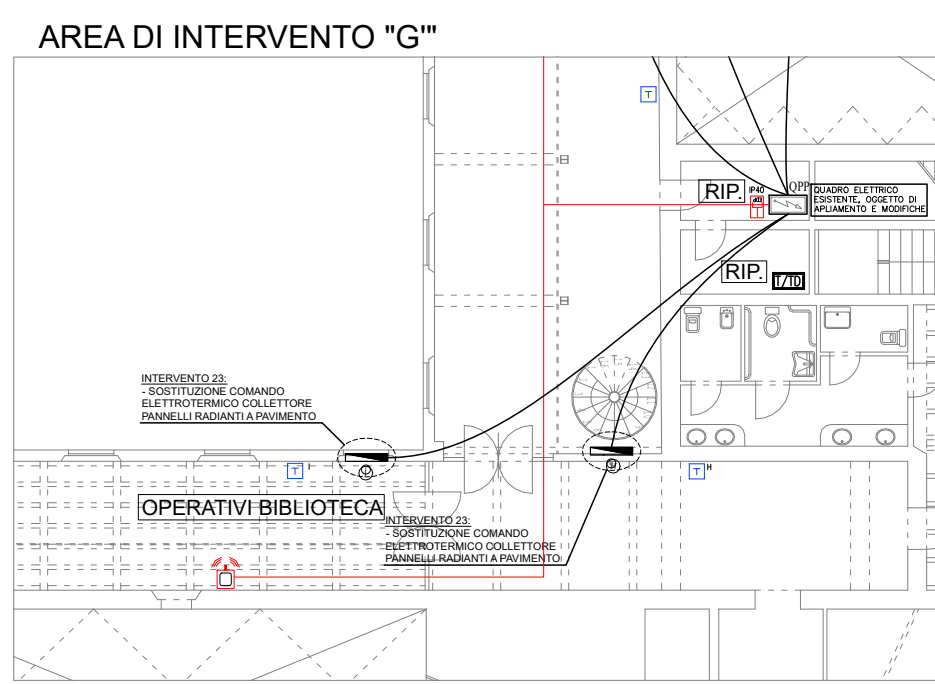 AREA DI INTERVENTO "G'"
T
RIP.
IP40
QPP
QUADRO ELETTRICO
ESISTENTE, OGGETTO DI
APLIAMENTO E MODIFICHE
RIP.
T/TD
INTERVENTO 23:
- SOSTITUZIONE COMANDO
ELETTROTERMICO COLLETTORE
PANNELLI RADIANTI A PAVIMENTO
T I
T H
OPERATIVI BIBLIOTECA
INTERVENTO 23:
- SOSTITUZIONE COMANDO
ELETTROTERMICO COLLETTORE
PANNELLI RADIANTI A PAVIMENTO